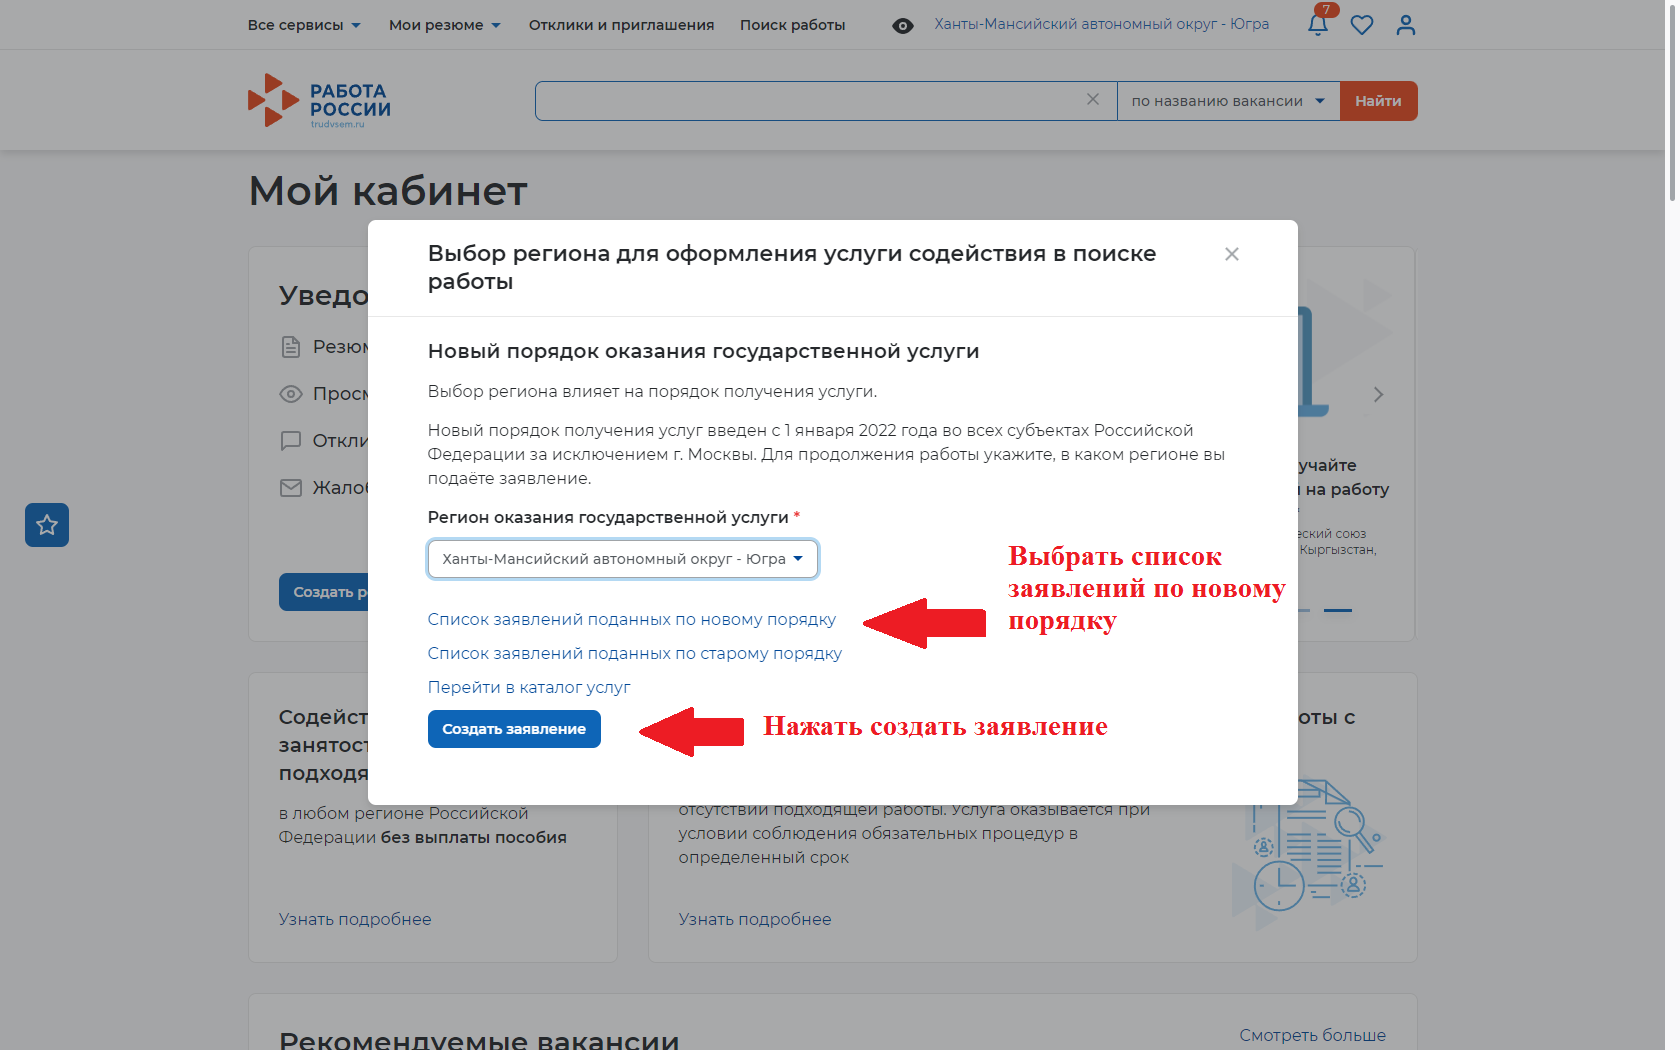 Все сервисы Мои резюме Отклики и приглашения Поиск работы Ханты-Мансийский автономный округ - Югра 7
РАБОТА
РОССИИ
trudvsem.ru
по названию вакансии Найти
Мой кабинет
Выбор региона для оформления услуги содействия в поиске
работы
Уведо
Резюм
Просм
Откли
Жалоб
Создать р
Новый порядок оказания государственной услуги
Выбор региона влияет на порядок получения услуги.
Новый порядок получения услуг введен с 1 января 2022 года во всех субъектах Российской
Федерации за исключением г. Москвы. Для продолжения работы укажите, в каком регионе вы
подаёте заявление.
Регион оказания государственной услуги *
Ханты-Мансийский автономный округ - Югра
Список заявлений поданных по новому порядку
Список заявлений поданных по старому порядку
Перейти в каталог услуг
Создать заявление
Выбрать список
заявлений по новому
порядку
Нажать создать заявление
учайте
на работу
еский союз
Кыргызстан,
Содейст
занятос
подходя
в любом регионе Российской
Федерации без выплаты пособия
Узнать подробнее
оты с
отсутствии подходящей работы. Услуга оказывается при
условии соблюдения обязательных процедур в
определенный срок
Узнать подробнее
Рекомендуемые вакансии
Смотреть больше